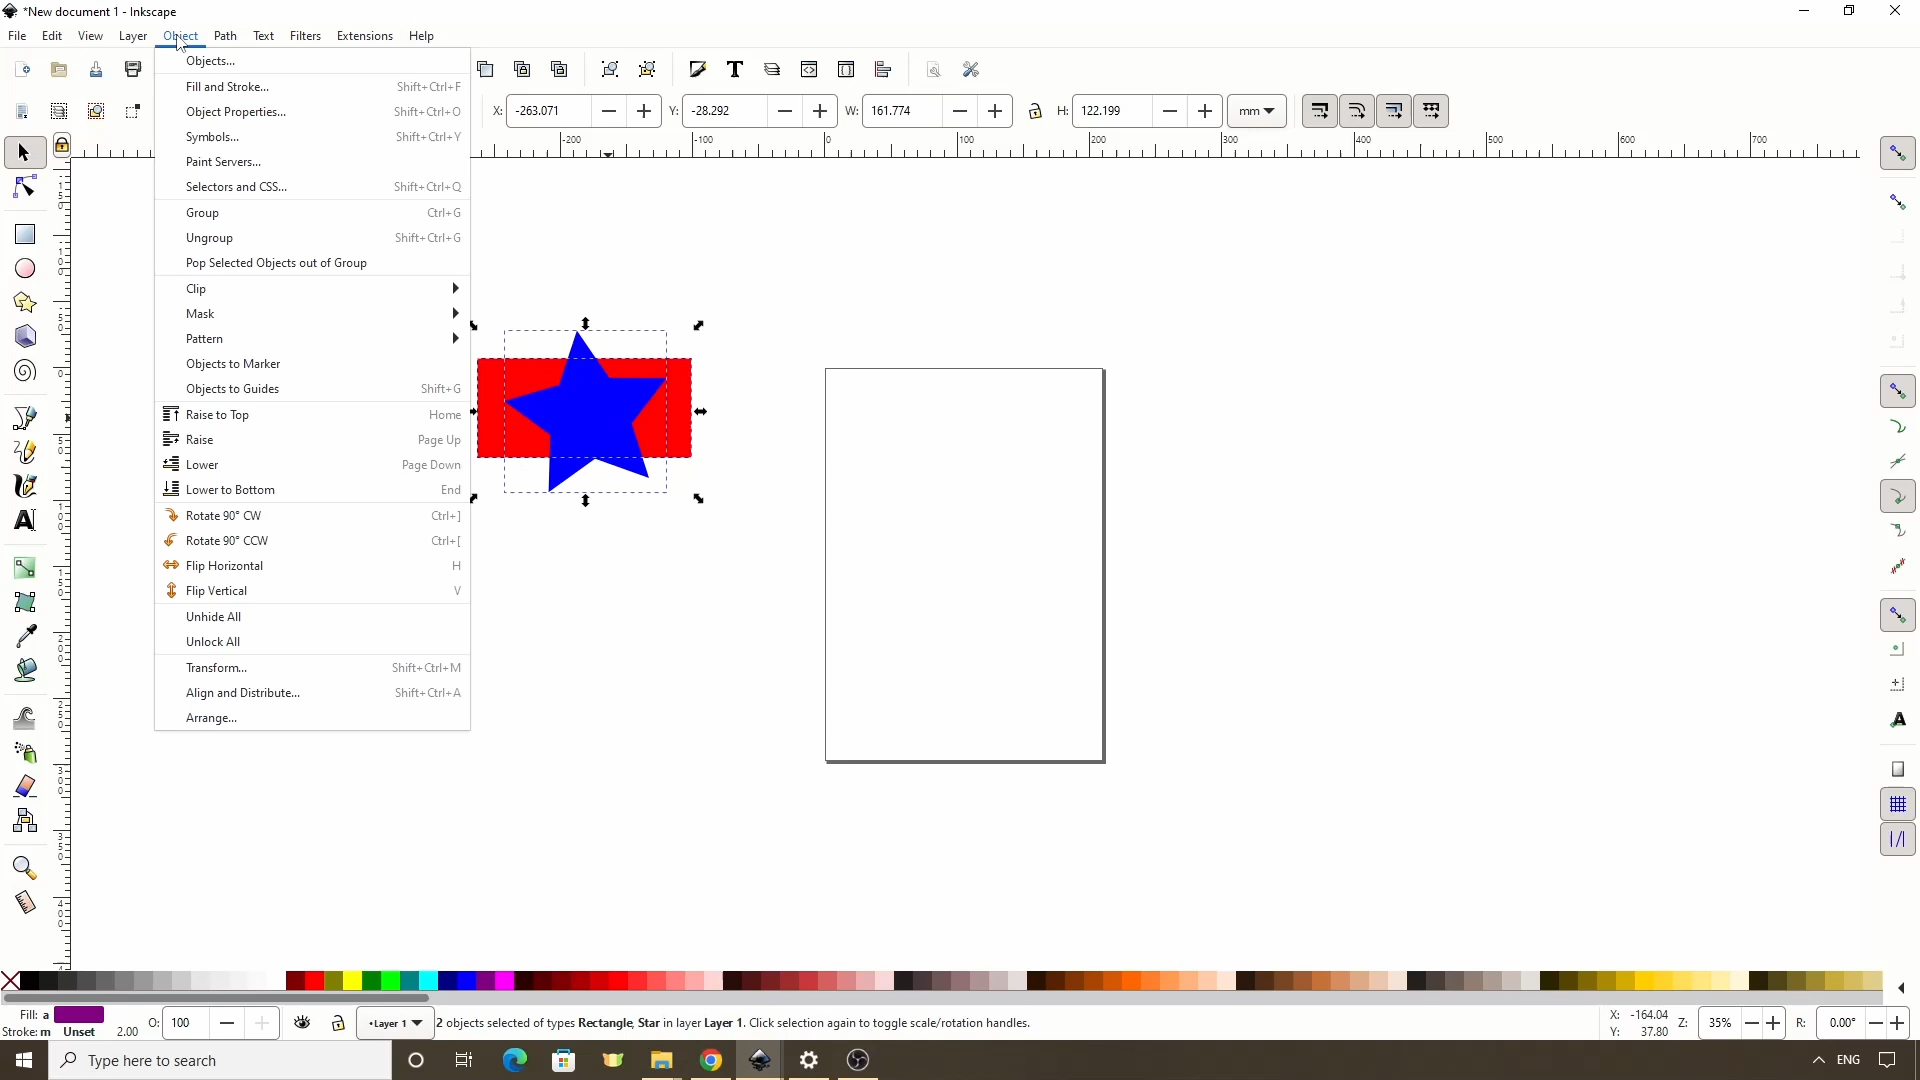 *New document 1 - Inkscape
File Edit View Layer Object Path Text Filters Extensions Help
Objects...
Fill and Stroke... Shift+Ctrl+F
Object Properties... Shift+Ctrl+O
Symbols... Shift+Ctrl+Y
Paint Servers...
Selectors and CSS... Shift+Ctrl+Q
Group Ctrl+G
Ungroup Shift+Ctrl+G
Pop Selected Objects out of Group
Clip
Mask
Pattern
Objects to Marker
Objects to Guides Shift+G
Raise to Top Home
Raise Page Up
Lower Page Down
Lower to Bottom End
Rotate 90° CW Ctrl+]
Rotate 90° CCW Ctrl+[
Flip Horizontal H
Flip Vertical V
Unhide All
Unlock All
Transform... Shift+Ctrl+M
Align and Distribute... Shift+Ctrl+A
Arrange...
X: -263.071 Y: -28.292 W: 161.774 H: 122.199 mm
-200 -100 0 100 200 300 400 500 600 700
Fill: a
Stroke: m Unset 2.00
O: 100
•Layer 1
2 objects selected of types Rectangle, Star in layer Layer 1. Click selection again to toggle scale/rotation handles.
X: -164.04
Y: 37.80
Z: 35% R: 0.00°
Type here to search
ENG